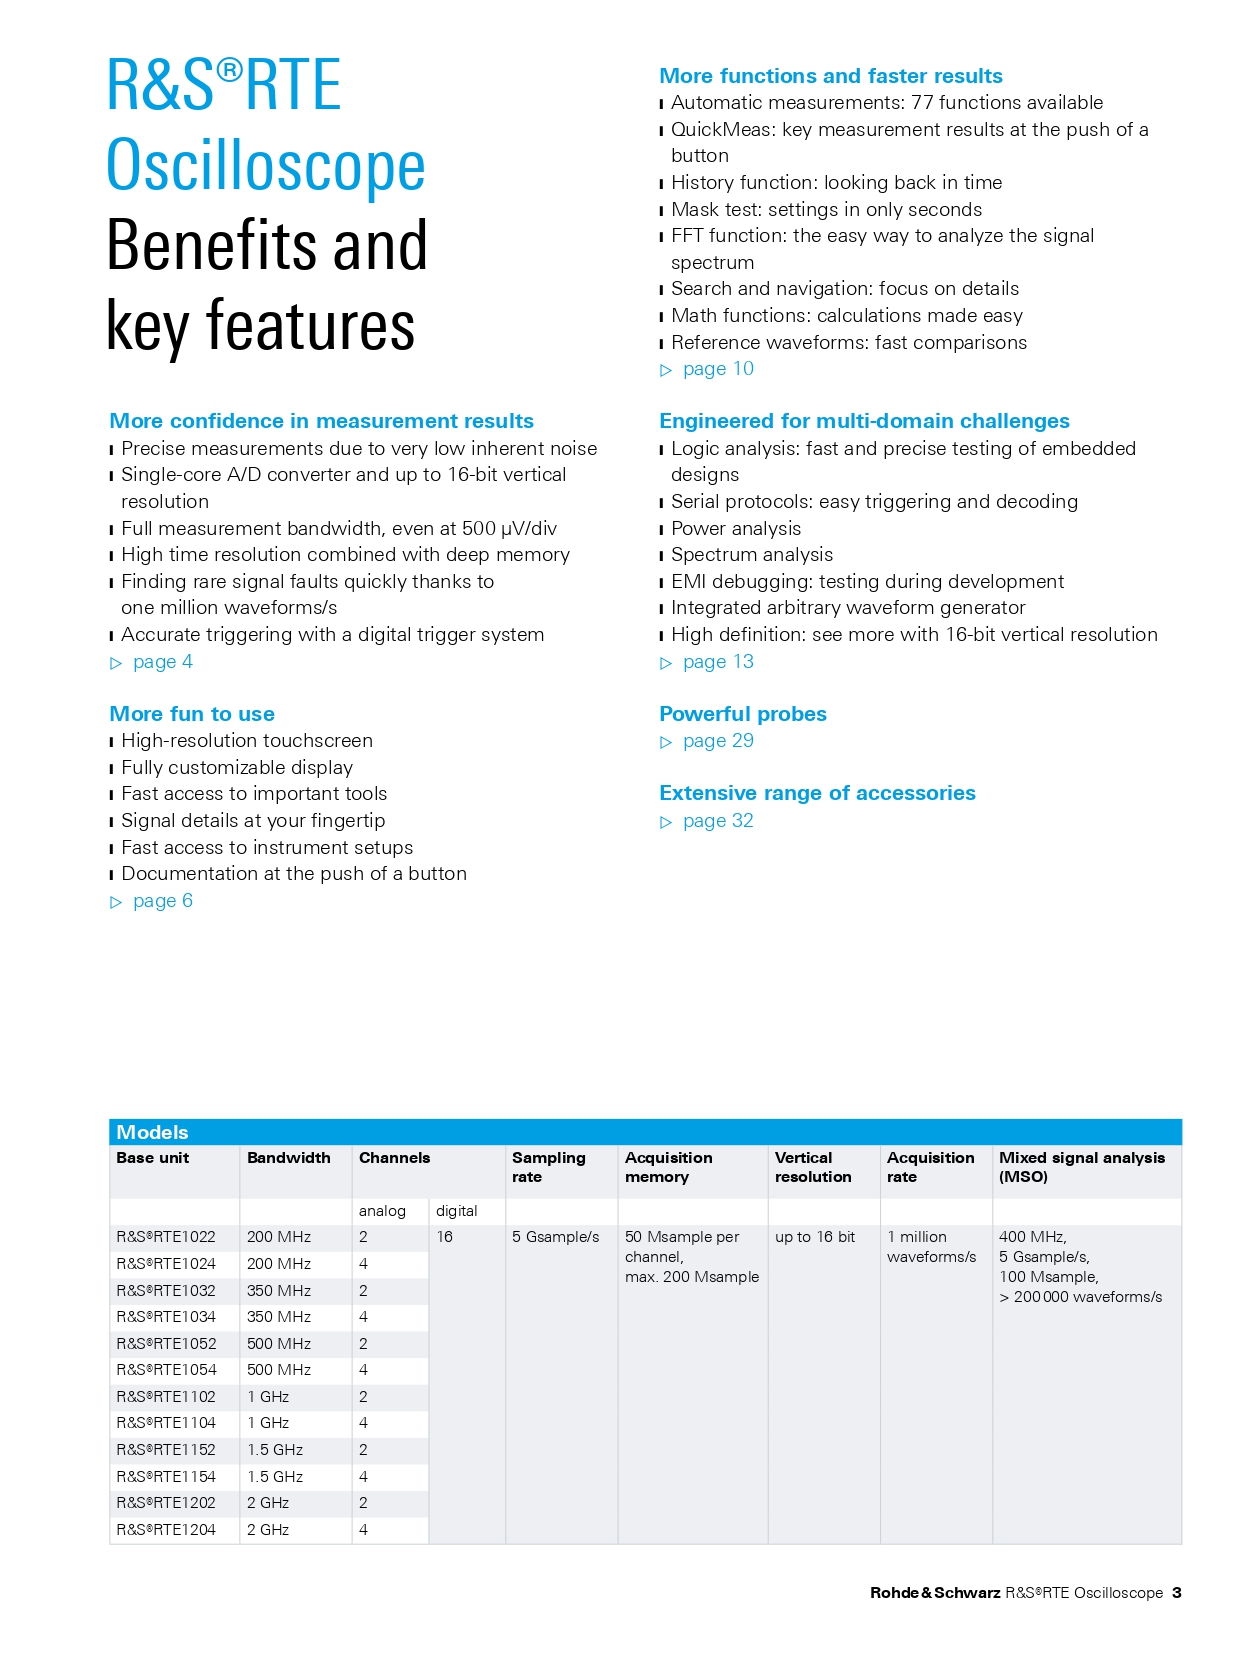 R&S®RTE
Oscilloscope
Benefits and
key features
More confidence in measurement results
❙ Precise measurements due to very low inherent noise
❙ Single-core A/D converter and up to 16-bit vertical
resolution
❙ Full measurement bandwidth, even at 500 µV/div
❙ High time resolution combined with deep memory
❙ Finding rare signal faults quickly thanks to
one million waveforms/s
❙ Accurate triggering with a digital trigger system
▷ page 4
More fun to use
❙ High-resolution touchscreen
❙ Fully customizable display
❙ Fast access to important tools
❙ Signal details at your fingertip
❙ Fast access to instrument setups
❙ Documentation at the push of a button
▷ page 6
More functions and faster results
❙ Automatic measurements: 77 functions available
❙ QuickMeas: key measurement results at the push of a
button
❙ History function: looking back in time
❙ Mask test: settings in only seconds
❙ FFT function: the easy way to analyze the signal
spectrum
❙ Search and navigation: focus on details
❙ Math functions: calculations made easy
❙ Reference waveforms: fast comparisons
▷ page 10
Engineered for multi-domain challenges
❙ Logic analysis: fast and precise testing of embedded
designs
❙ Serial protocols: easy triggering and decoding
❙ Power analysis
❙ Spectrum analysis
❙ EMI debugging: testing during development
❙ Integrated arbitrary waveform generator
❙ High definition: see more with 16-bit vertical resolution
▷ page 13
Powerful probes
▷ page 29
Extensive range of accessories
▷ page 32
Models
Base unit Bandwidth Channels Sampling rate Acquisition memory Vertical resolution Acquisition rate Mixed signal analysis (MSO)
analog digital
R&S®RTE1022 200 MHz 2 16 5 Gsample/s 50 Msample per channel, max. 200 Msample up to 16 bit 1 million waveforms/s 400 MHz, 5 Gsample/s, 100 Msample, > 200 000 waveforms/s
R&S®RTE1024 200 MHz 4
R&S®RTE1032 350 MHz 2
R&S®RTE1034 350 MHz 4
R&S®RTE1052 500 MHz 2
R&S®RTE1054 500 MHz 4
R&S®RTE1102 1 GHz 2
R&S®RTE1104 1 GHz 4
R&S®RTE1152 1.5 GHz 2
R&S®RTE1154 1.5 GHz 4
R&S®RTE1202 2 GHz 2
R&S®RTE1204 2 GHz 4
Rohde & Schwarz R&S®RTE Oscilloscope 3